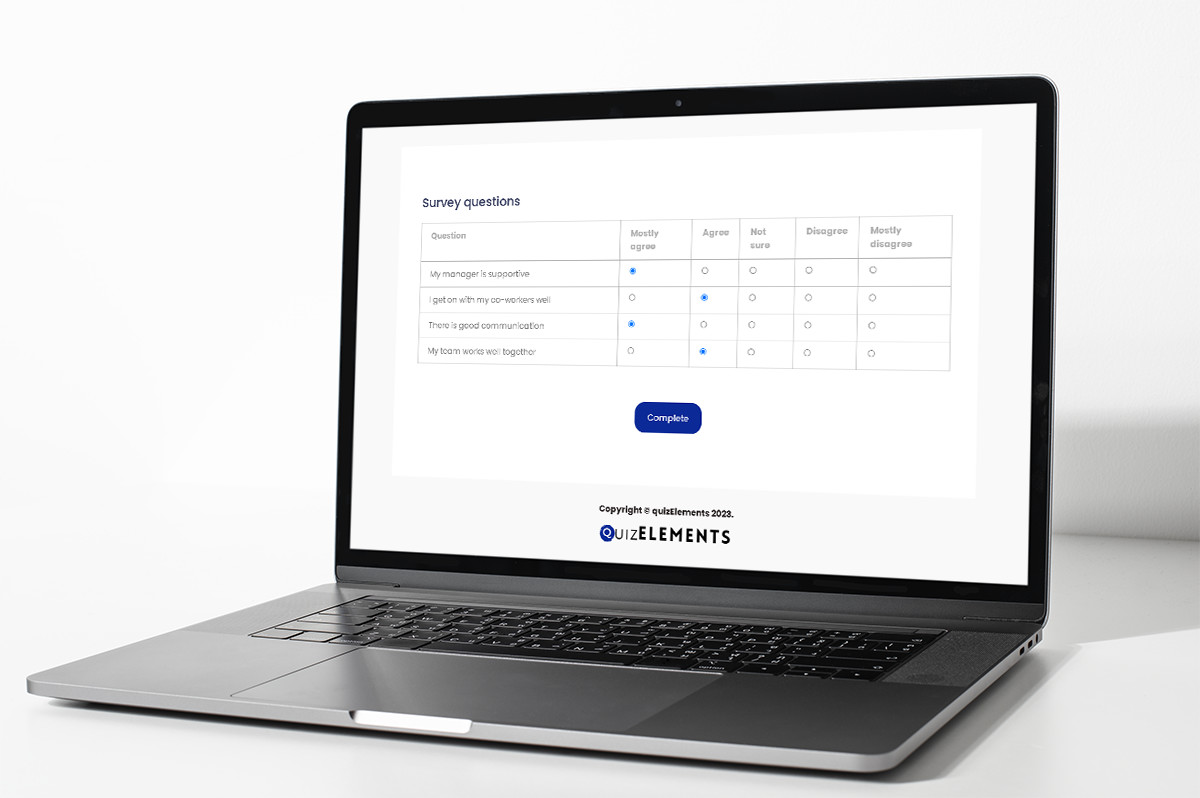 Survey questions
Question Mostly agree Agree Not sure Disagree Mostly disagree
My manager is supportive
I get on with my co-workers well
There is good communication
My team works well together
Complete
Copyright © quizElements 2023.
QUIZELEMENTS
option